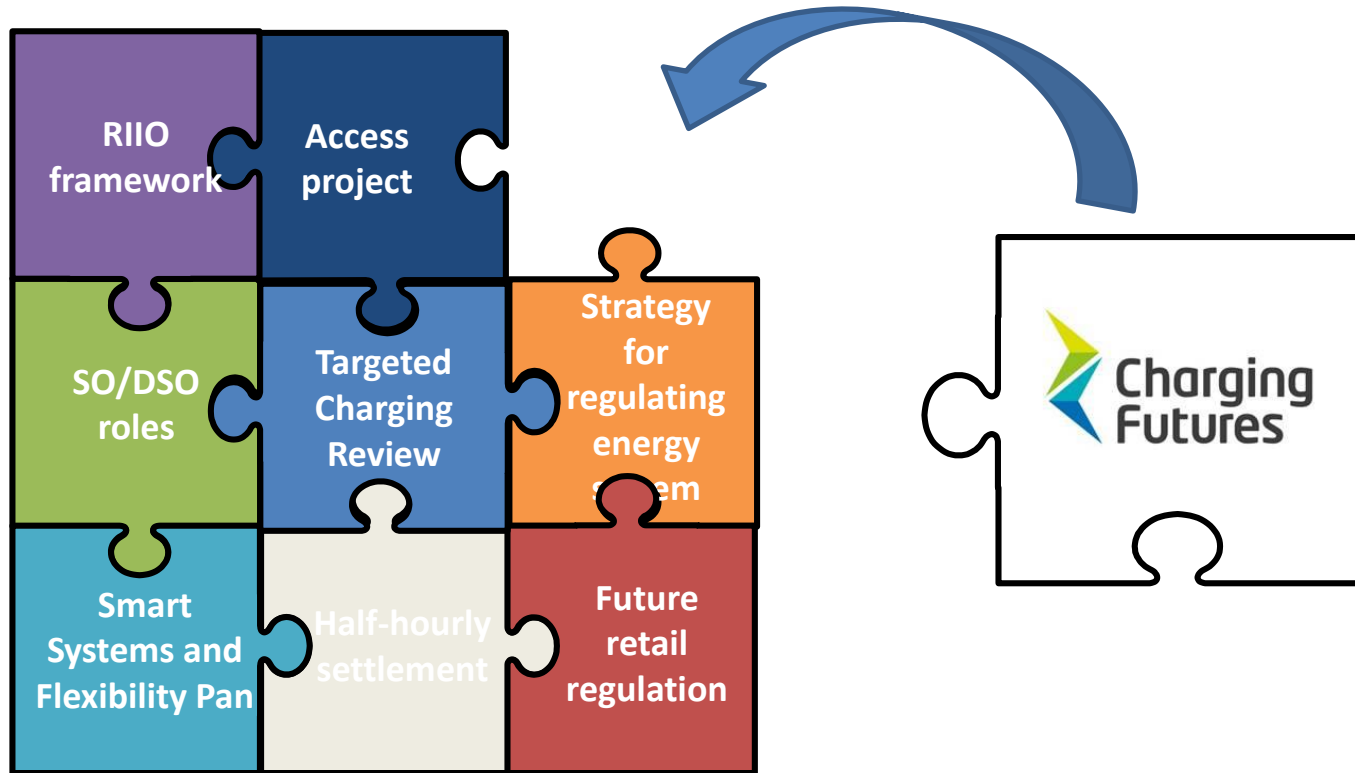 RIIO
framework
Access
project
SO/DSO
roles
Targeted
Charging
Review
Strategy
for
regulating
energy
Smart
Systems and
Flexibility Pan
Half-hourly
settlement
Future
retail
regulation
Charging
Futures